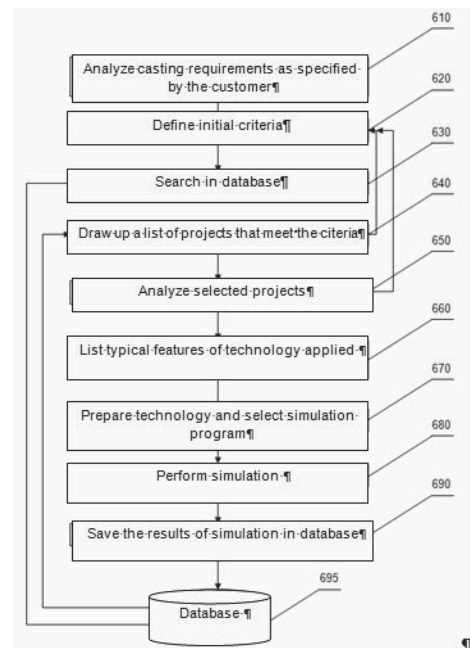 610
Analyze·casting·requirements·as·specified·
by·the·customer¶
620
Define·initial·criteria¶
630
Search·in·database¶
640
Draw·up·a·list·of·projects·that·meet·the·citeria¶
650
Analyze·selected·projects¶
660
List·typical·features·of·technology·applied·¶
670
Prepare·technology·and·select·simulation·
program¶
680
Perform·simulation·¶
690
Save·the·results·of·simulation·in·database¶
695
Database·¶
¶